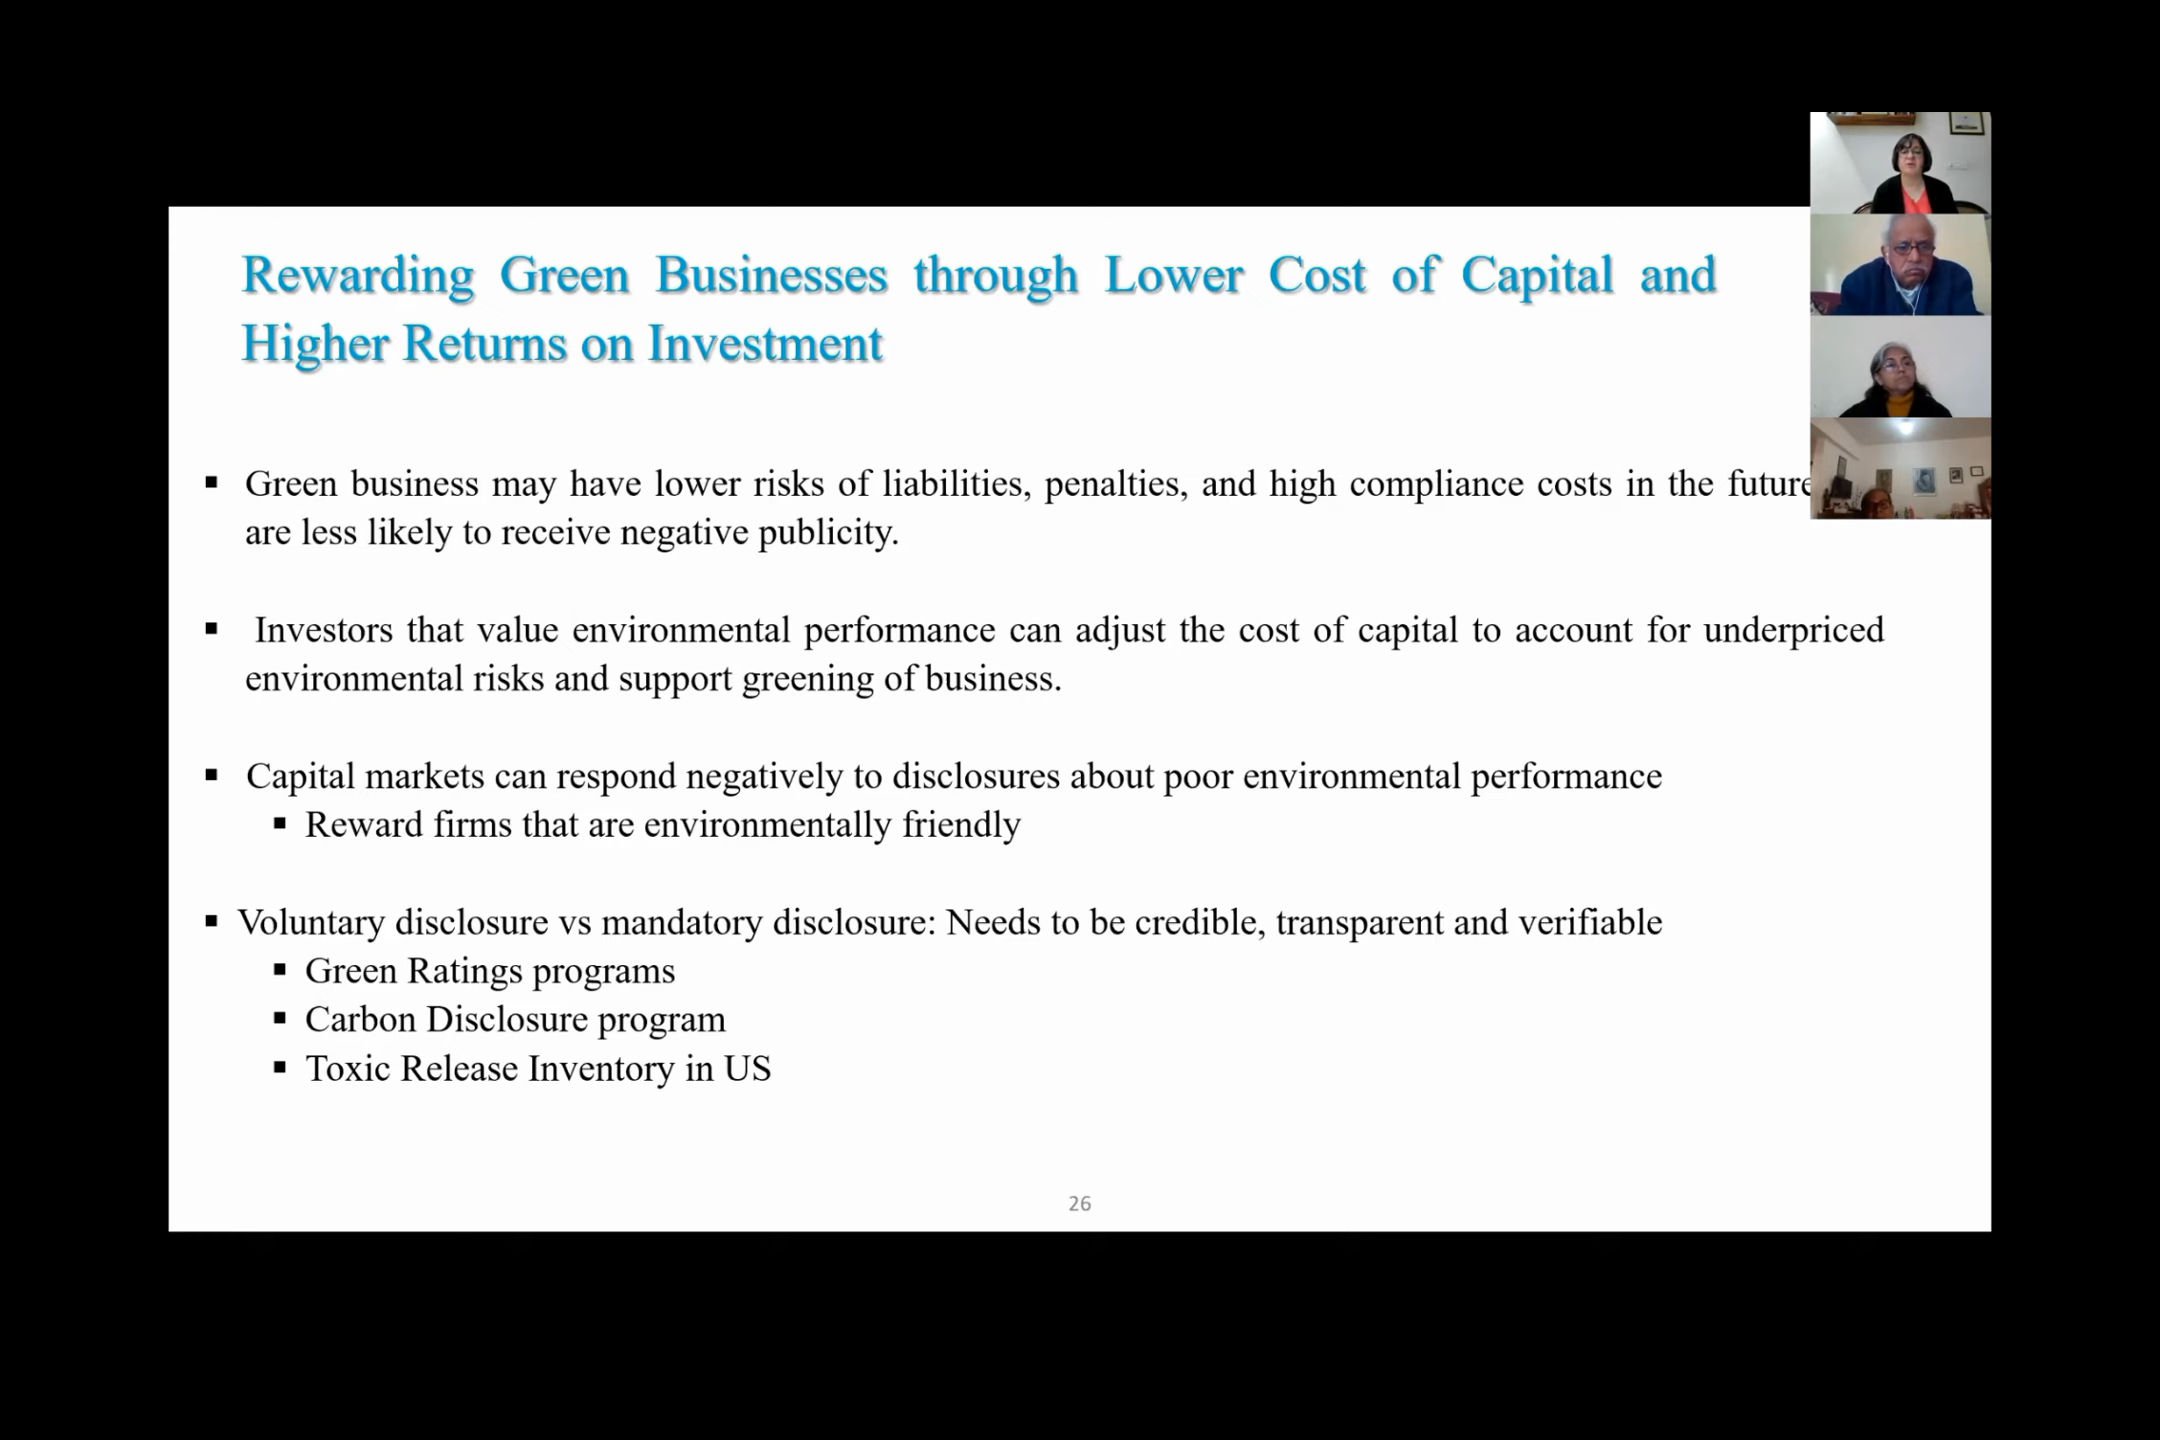 Rewarding Green Businesses through Lower Cost of Capital and
Higher Returns on Investment
▪ Green business may have lower risks of liabilities, penalties, and high compliance costs in the future
are less likely to receive negative publicity.
▪ Investors that value environmental performance can adjust the cost of capital to account for underpriced
environmental risks and support greening of business.
▪ Capital markets can respond negatively to disclosures about poor environmental performance
▪ Reward firms that are environmentally friendly
▪ Voluntary disclosure vs mandatory disclosure: Needs to be credible, transparent and verifiable
▪ Green Ratings programs
▪ Carbon Disclosure program
▪ Toxic Release Inventory in US
26